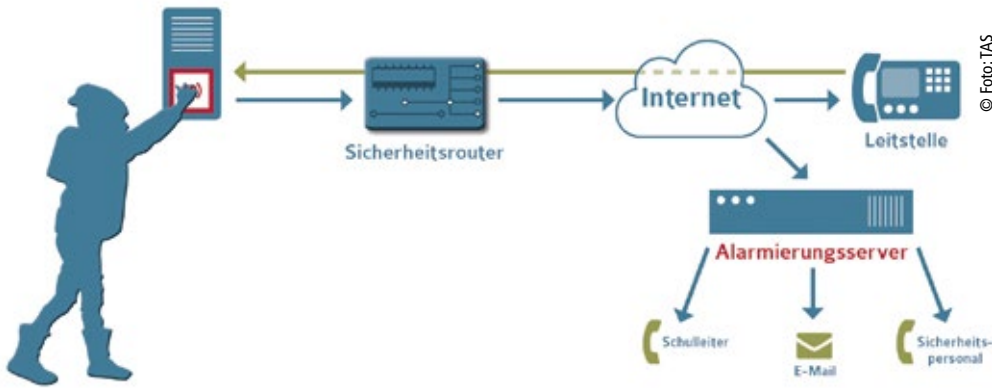 © Foto: TAS
Internet
Sicherheitsrouter
Leitstelle
Alarmierungsserver
Schulleiter
E-Mail
Sicherheits-
personal